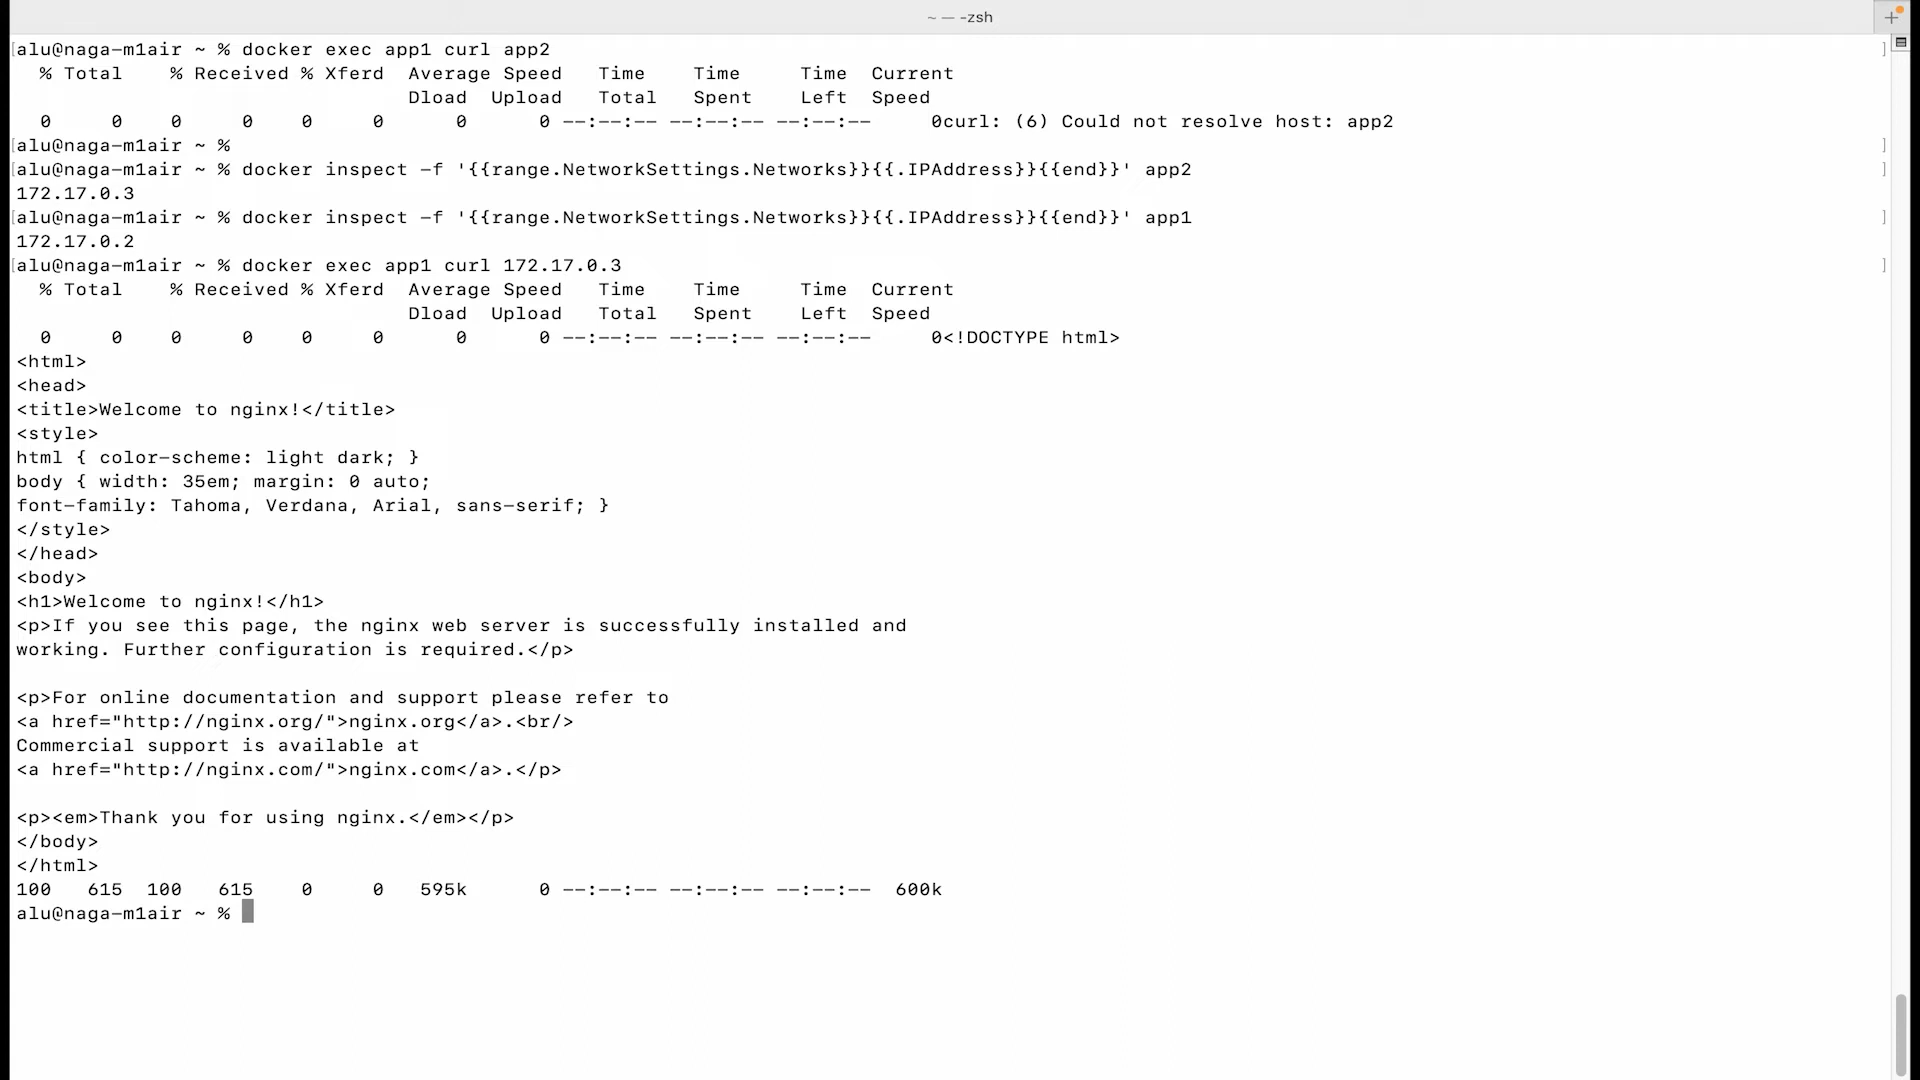 ~ — -zsh
[alu@naga-m1air ~ % docker exec app1 curl app2 ]
% Total % Received % Xferd Average Speed Time Time Time Current
Dload Upload Total Spent Left Speed
0 0 0 0 0 0 0 0 --:--:-- --:--:-- --:--:-- 0curl: (6) Could not resolve host: app2
[alu@naga-m1air ~ % ]
[alu@naga-m1air ~ % docker inspect -f '{{range.NetworkSettings.Networks}}{{.IPAddress}}{{end}}' app2 ]
172.17.0.3
[alu@naga-m1air ~ % docker inspect -f '{{range.NetworkSettings.Networks}}{{.IPAddress}}{{end}}' app1 ]
172.17.0.2
[alu@naga-m1air ~ % docker exec app1 curl 172.17.0.3 ]
% Total % Received % Xferd Average Speed Time Time Time Current
Dload Upload Total Spent Left Speed
0 0 0 0 0 0 0 0 --:--:-- --:--:-- --:--:-- 0<!DOCTYPE html>
<html>
<head>
<title>Welcome to nginx!</title>
<style>
html { color-scheme: light dark; }
body { width: 35em; margin: 0 auto;
font-family: Tahoma, Verdana, Arial, sans-serif; }
</style>
</head>
<body>
<h1>Welcome to nginx!</h1>
<p>If you see this page, the nginx web server is successfully installed and
working. Further configuration is required.</p>
<p>For online documentation and support please refer to
<a href="http://nginx.org/">nginx.org</a>.<br/>
Commercial support is available at
<a href="http://nginx.com/">nginx.com</a>.</p>
<p><em>Thank you for using nginx.</em></p>
</body>
</html>
100 615 100 615 0 0 595k 0 --:--:-- --:--:-- --:--:-- 600k
alu@naga-m1air ~ %